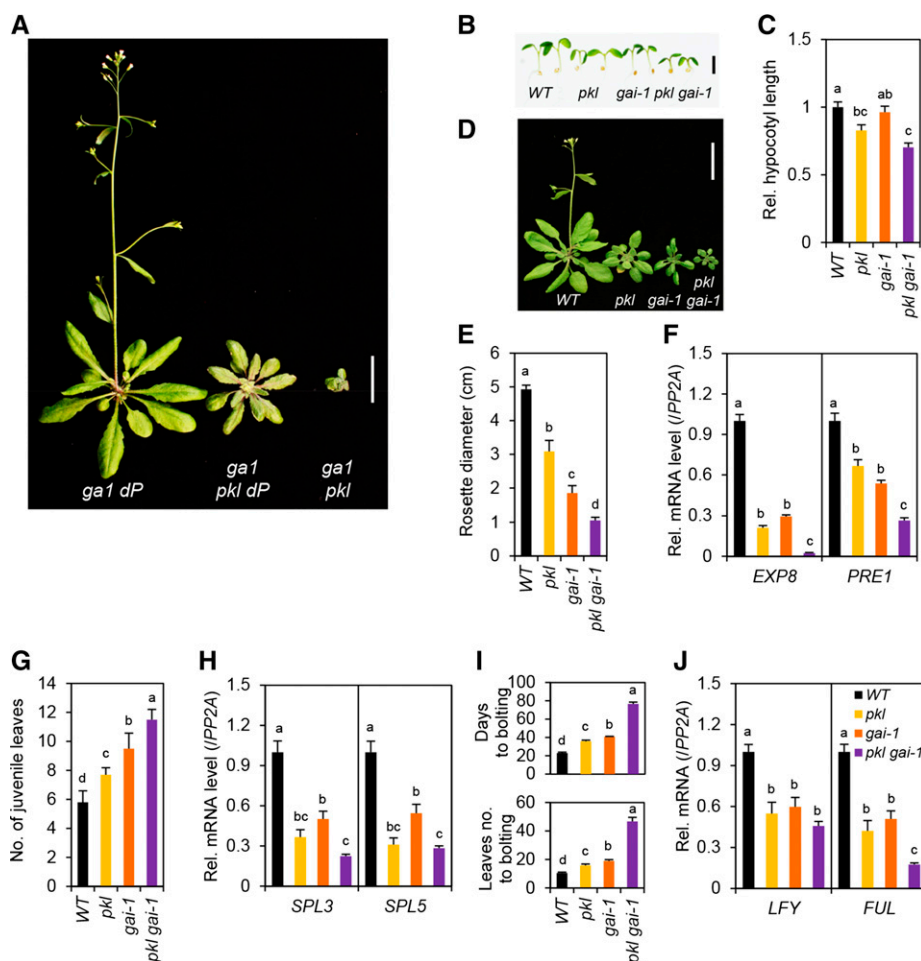 A
ga1 dP
ga1
pkl dP
ga1
pkl
B
WT pkl gai-1 pkl gai-1
C
Rel. hypocotyl length
1.5
1
0.5
0
a
bc
ab
c
WT
pkl
gai-1
pkl gai-1
D
WT pkl gai-1 pkl
gai-1
E
Rosette diameter (cm)
6
5
4
3
2
1
0
a
b
c
d
WT
pkl
gai-1
pkl gai-1
F
Rel. mRNA level (/PP2A)
1.5
1.2
0.9
0.6
0.3
0
a
b
b
c
a
b
b
c
EXP8 PRE1
G
No. of juvenile leaves
14
12
10
8
6
4
2
0
d
c
b
a
WT
pkl
gai-1
pkl gai-1
H
Rel. mRNA level (/PP2A)
1.5
1.2
0.9
0.6
0.3
0
a
bc
b
c
a
bc
b
c
SPL3 SPL5
I
Days
to bolting
100
80
60
40
20
0
d
c
b
a
Leaves no.
to bolting
60
40
20
0
d
c
b
a
WT
pkl
gai-1
pkl gai-1
J
Rel. mRNA (/PP2A)
1.5
1.2
0.9
0.6
0.3
0
WT
pkl
gai-1
pkl gai-1
a
b
b
b
a
b
b
c
LFY FUL